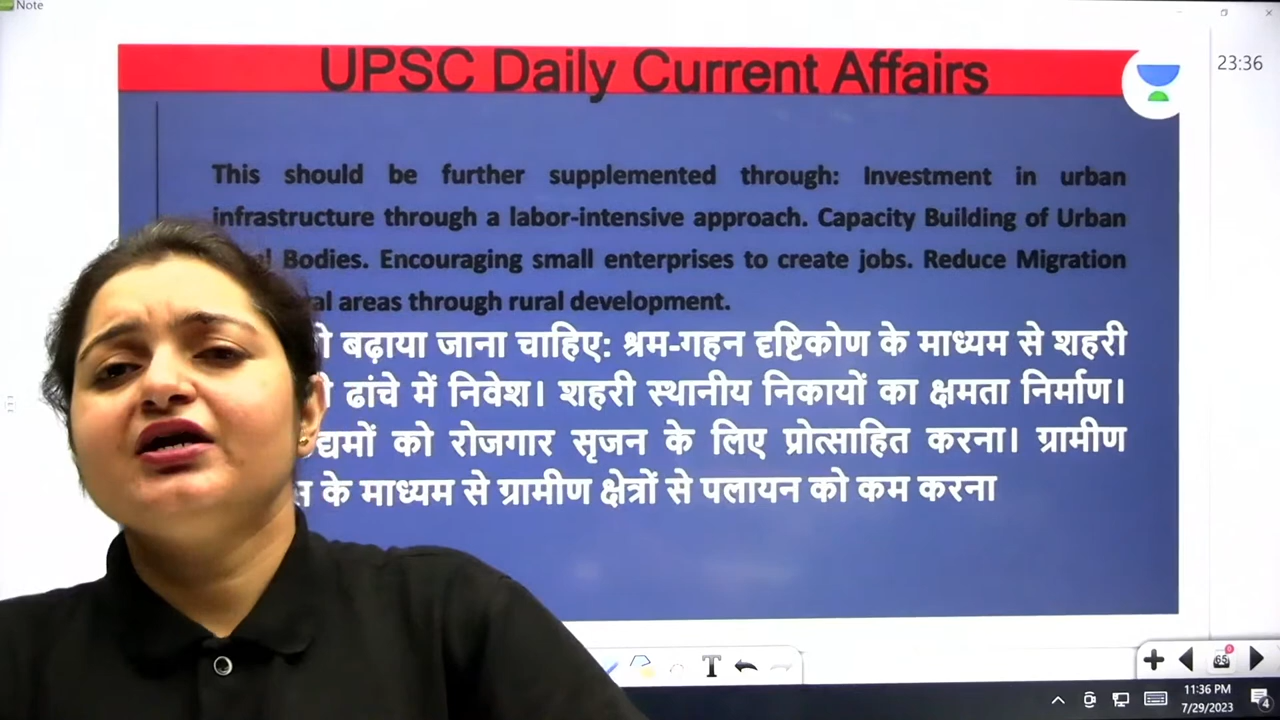 Note
UPSC Daily Current Affairs
23:36
This should be further supplemented through: Investment in urban
infrastructure through a labor-intensive approach. Capacity Building of Urban
Bodies. Encouraging small enterprises to create jobs. Reduce Migration
areas through rural development.
बढ़ाया जाना चाहिए: श्रम-गहन दृष्टिकोण के माध्यम से शहरी
ढांचे में निवेश। शहरी स्थानीय निकायों का क्षमता निर्माण।
को रोजगार सृजन के लिए प्रोत्साहित करना। ग्रामीण
के माध्यम से ग्रामीण क्षेत्रों से पलायन को कम करना
T
65
11:36 PM
7/29/2023
4